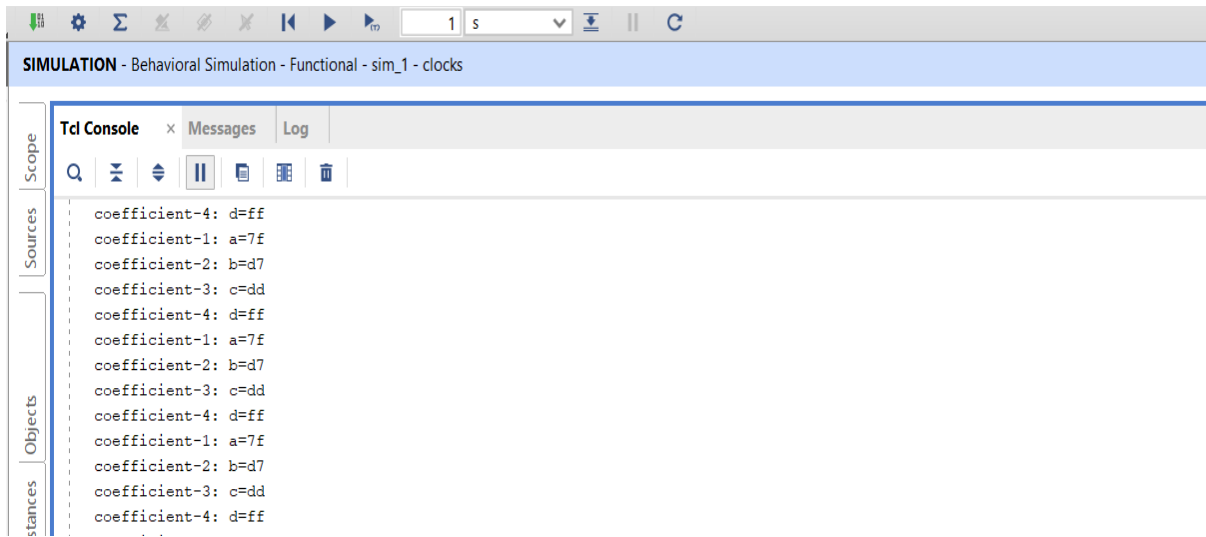 1 s
SIMULATION - Behavioral Simulation - Functional - sim_1 - clocks
Tcl Console × Messages Log
Scope
Sources
Objects
coefficient-4: d=ff
coefficient-1: a=7f
coefficient-2: b=d7
coefficient-3: c=dd
coefficient-4: d=ff
coefficient-1: a=7f
coefficient-2: b=d7
coefficient-3: c=dd
coefficient-4: d=ff
coefficient-1: a=7f
coefficient-2: b=d7
coefficient-3: c=dd
coefficient-4: d=ff